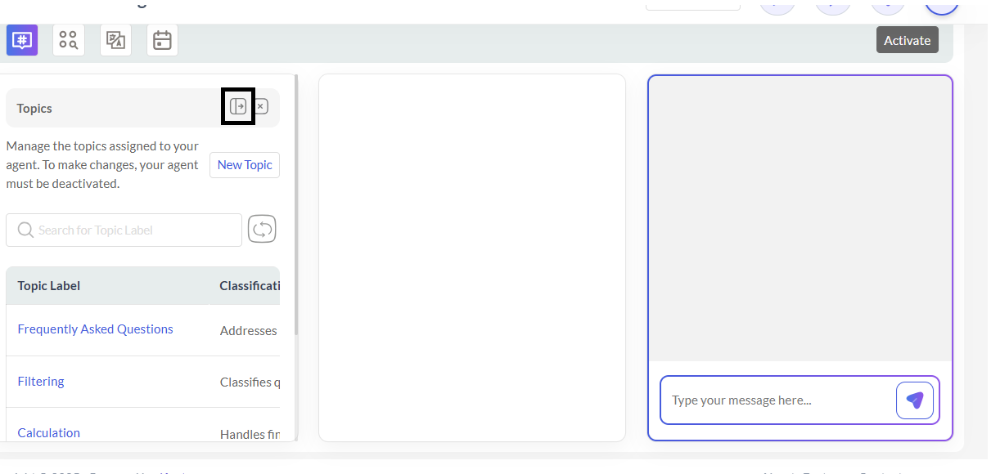 Activate
Topics
Manage the topics assigned to your
agent. To make changes, your agent
must be deactivated.
New Topic
Search for Topic Label
Topic Label Classificati
Frequently Asked Questions Addresses
Filtering Classifies q
Calculation Handles fin
Type your message here...